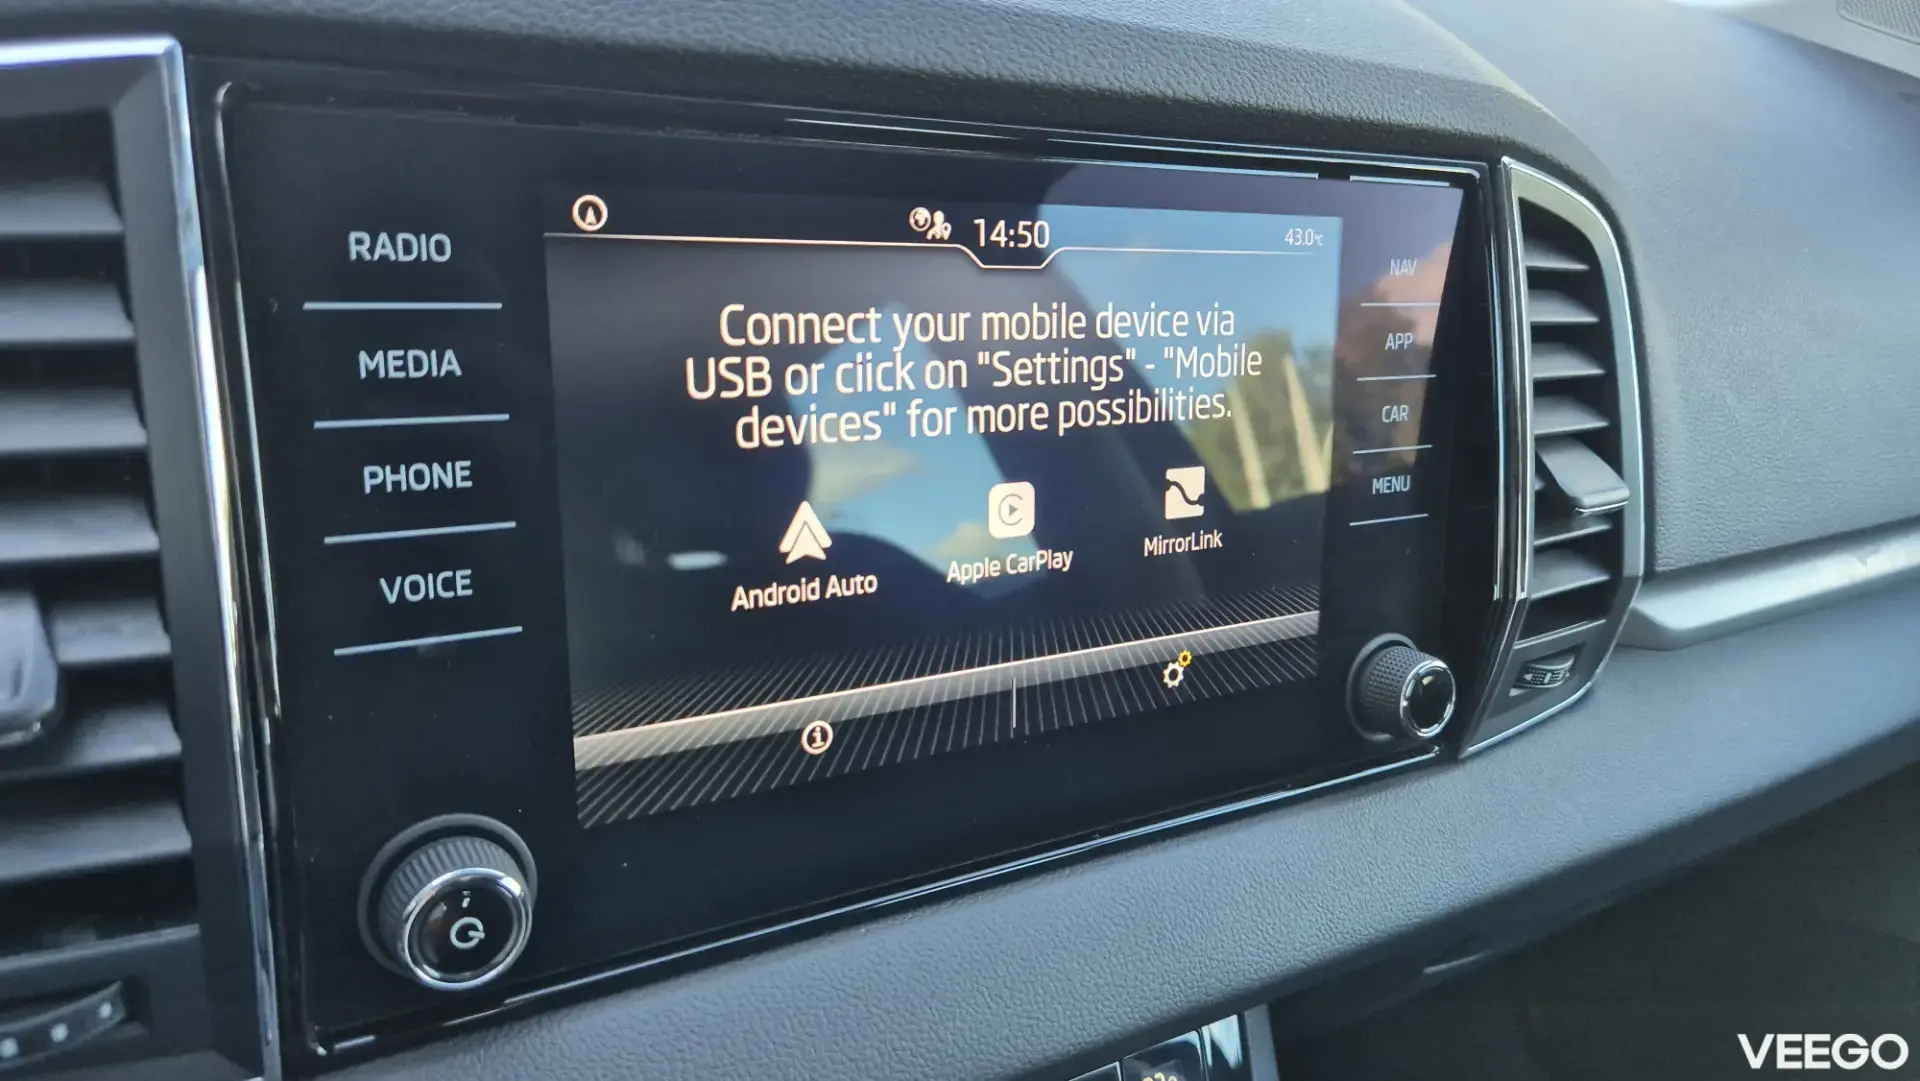 RADIO
MEDIA
PHONE
VOICE
14:50
43.0°C
Connect your mobile device via
USB or click on "Settings" - "Mobile
devices" for more possibilities.
Android Auto
Apple CarPlay
MirrorLink
NAV
APP
CAR
MENU
VEEGO